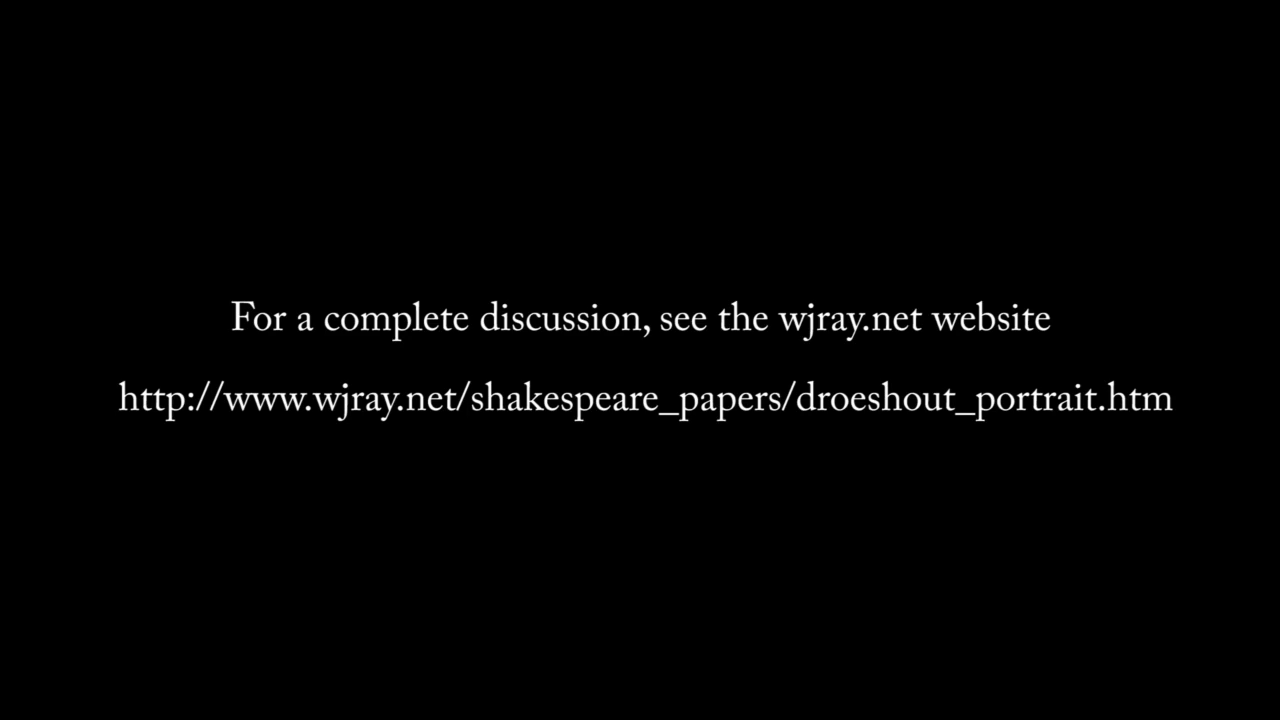 For a complete discussion, see the wjray.net website
http://www.wjray.net/shakespeare_papers/droeshout_portrait.htm